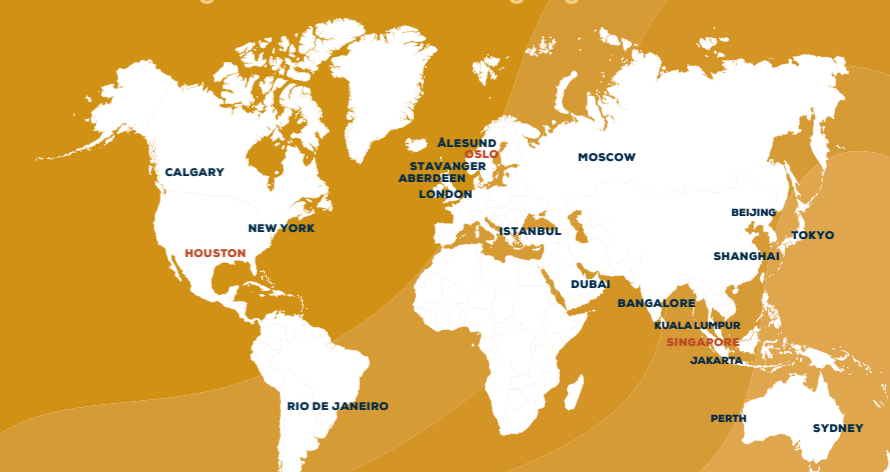 ÅLESUND
OSLO
MOSCOW
STAVANGER
CALGARY
ABERDEEN
LONDON
BEIJING
NEW YORK
ISTANBUL
TOKYO
HOUSTON
SHANGHAI
DUBAI
BANGALORE
KUALA LUMPUR
SINGAPORE
JAKARTA
RIO DE JANEIRO
PERTH
SYDNEY